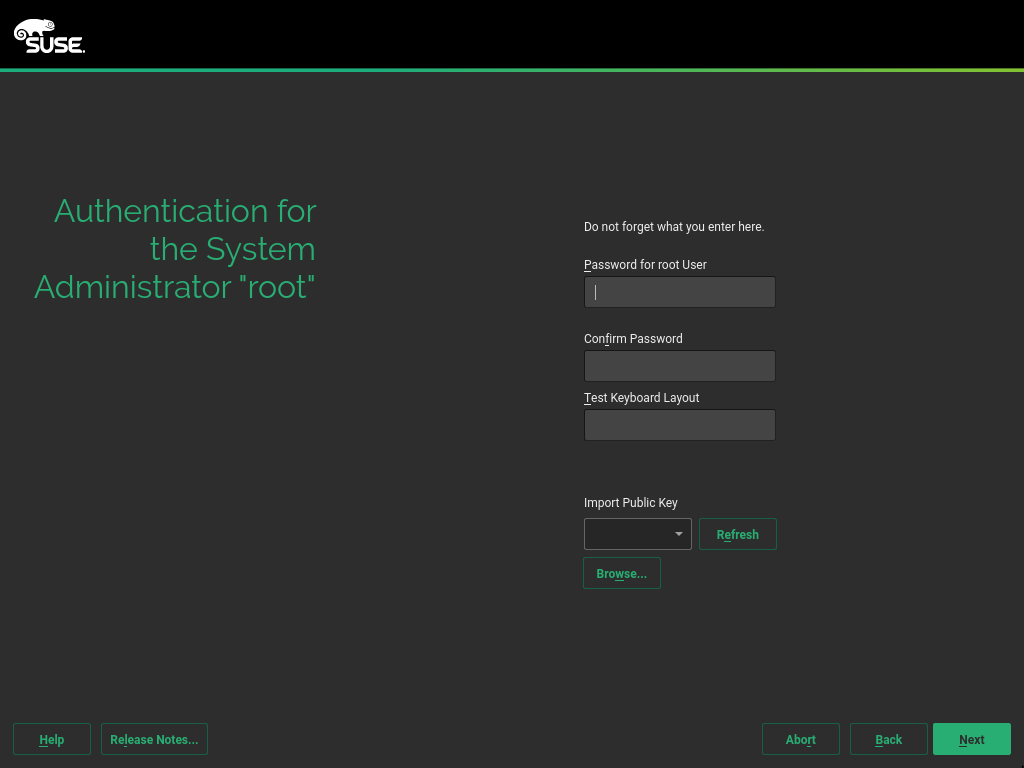 SUSE.
Authentication for
the System
Administrator "root"
Do not forget what you enter here.
Password for root User
Confirm Password
Test Keyboard Layout
Import Public Key
Refresh
Browse...
Help
Release Notes...
Abort
Back
Next